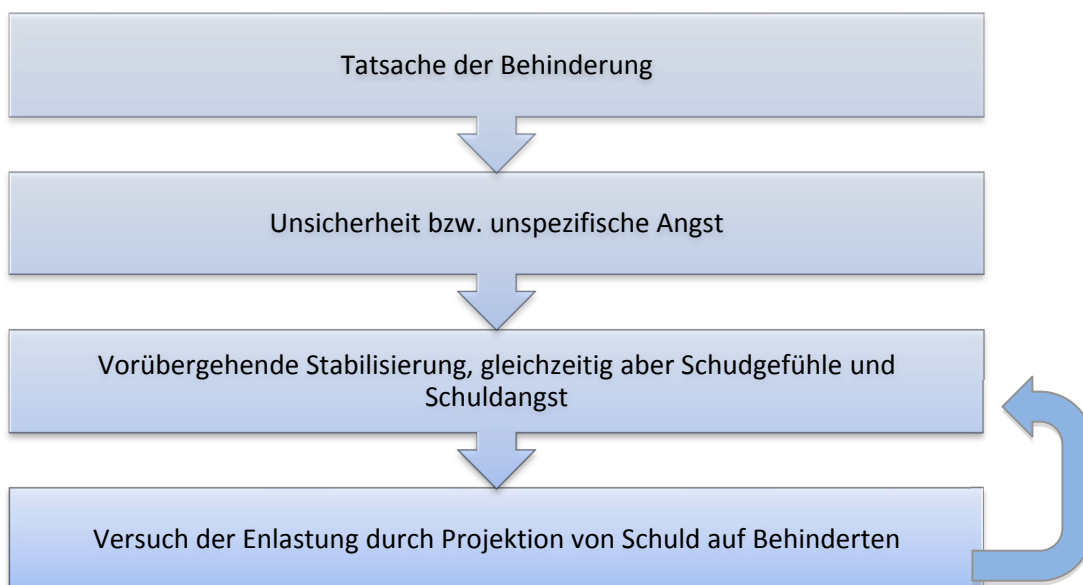 Tatsache der Behinderung
Unsicherheit bzw. unspezifische Angst
Vorübergehende Stabilisierung, gleichzeitig aber Schudgefühle und
Schuldangst
Versuch der Enlastung durch Projektion von Schuld auf Behinderten